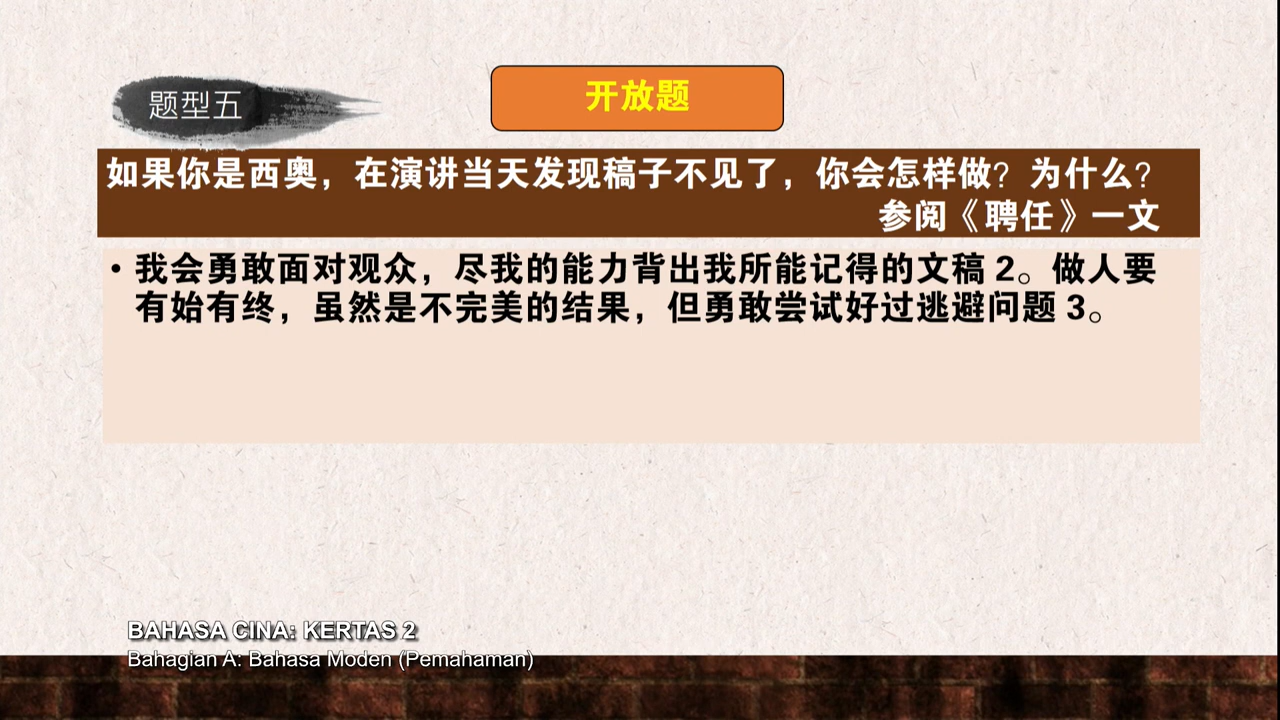 题型五
开放题
如果你是西奥，在演讲当天发现稿子不见了，你会怎样做？为什么？
参阅《聘任》一文
• 我会勇敢面对观众，尽我的能力背出我所能记得的文稿 2。做人要
有始有终，虽然是不完美的结果，但勇敢尝试好过逃避问题 3。
BAHASA CINA: KERTAS 2
Bahagian A: Bahasa Moden (Pemahaman)